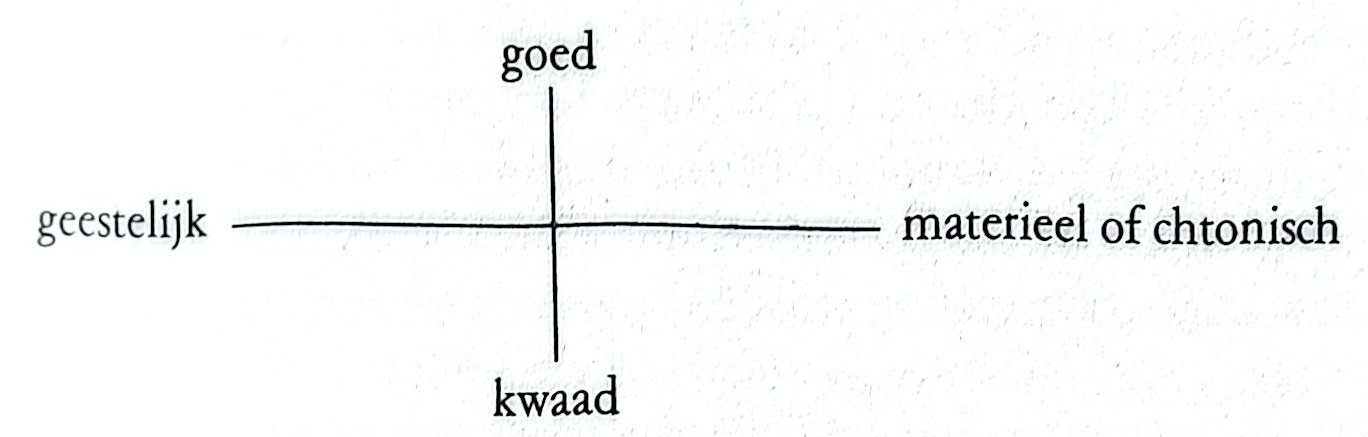 goed
geestelijk materieel of chtonisch
kwaad